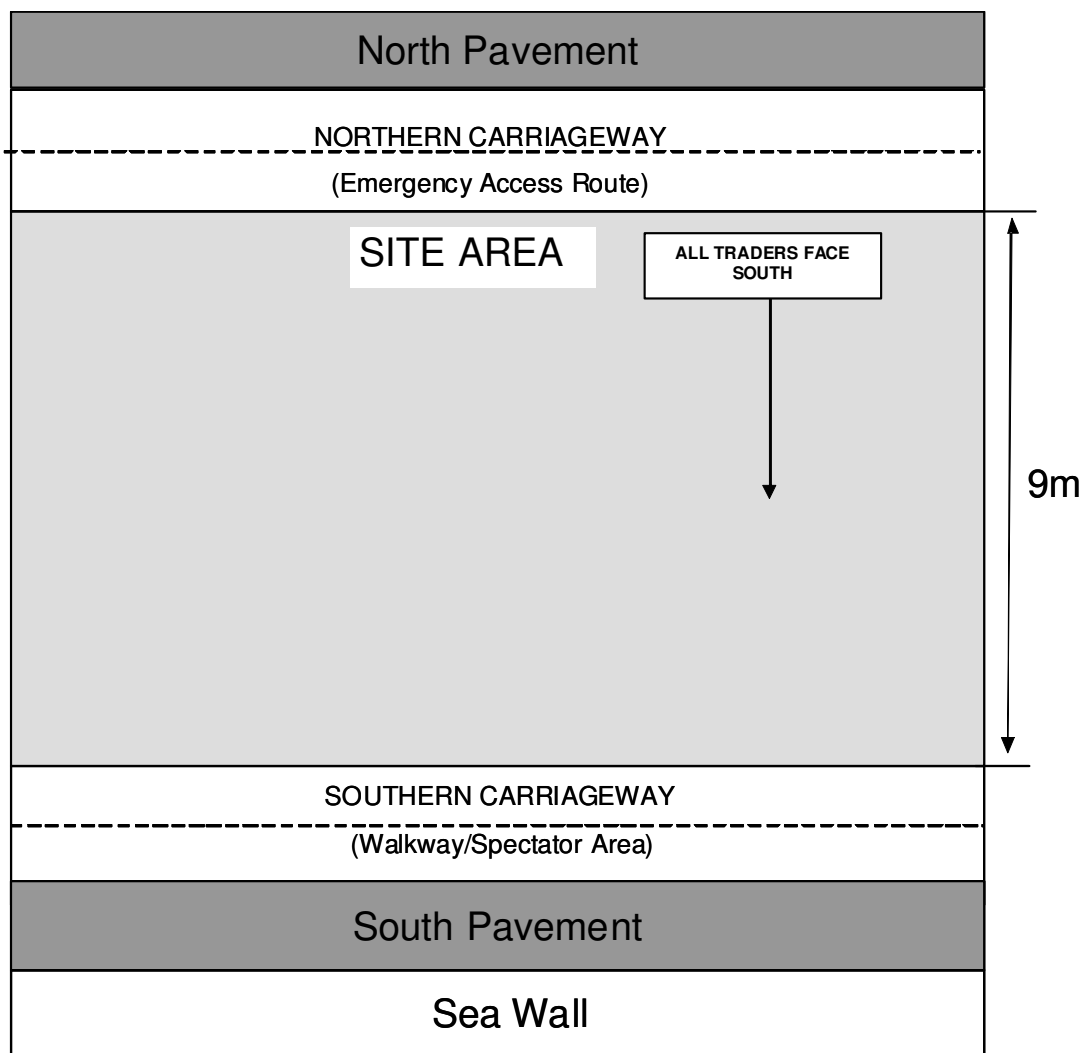 North Pavement
NORTHERN CARRIAGEWAY
(Emergency Access Route)
SITE AREA
ALL TRADERS FACE
SOUTH
9m
SOUTHERN CARRIAGEWAY
(Walkway/Spectator Area)
South Pavement
Sea Wall